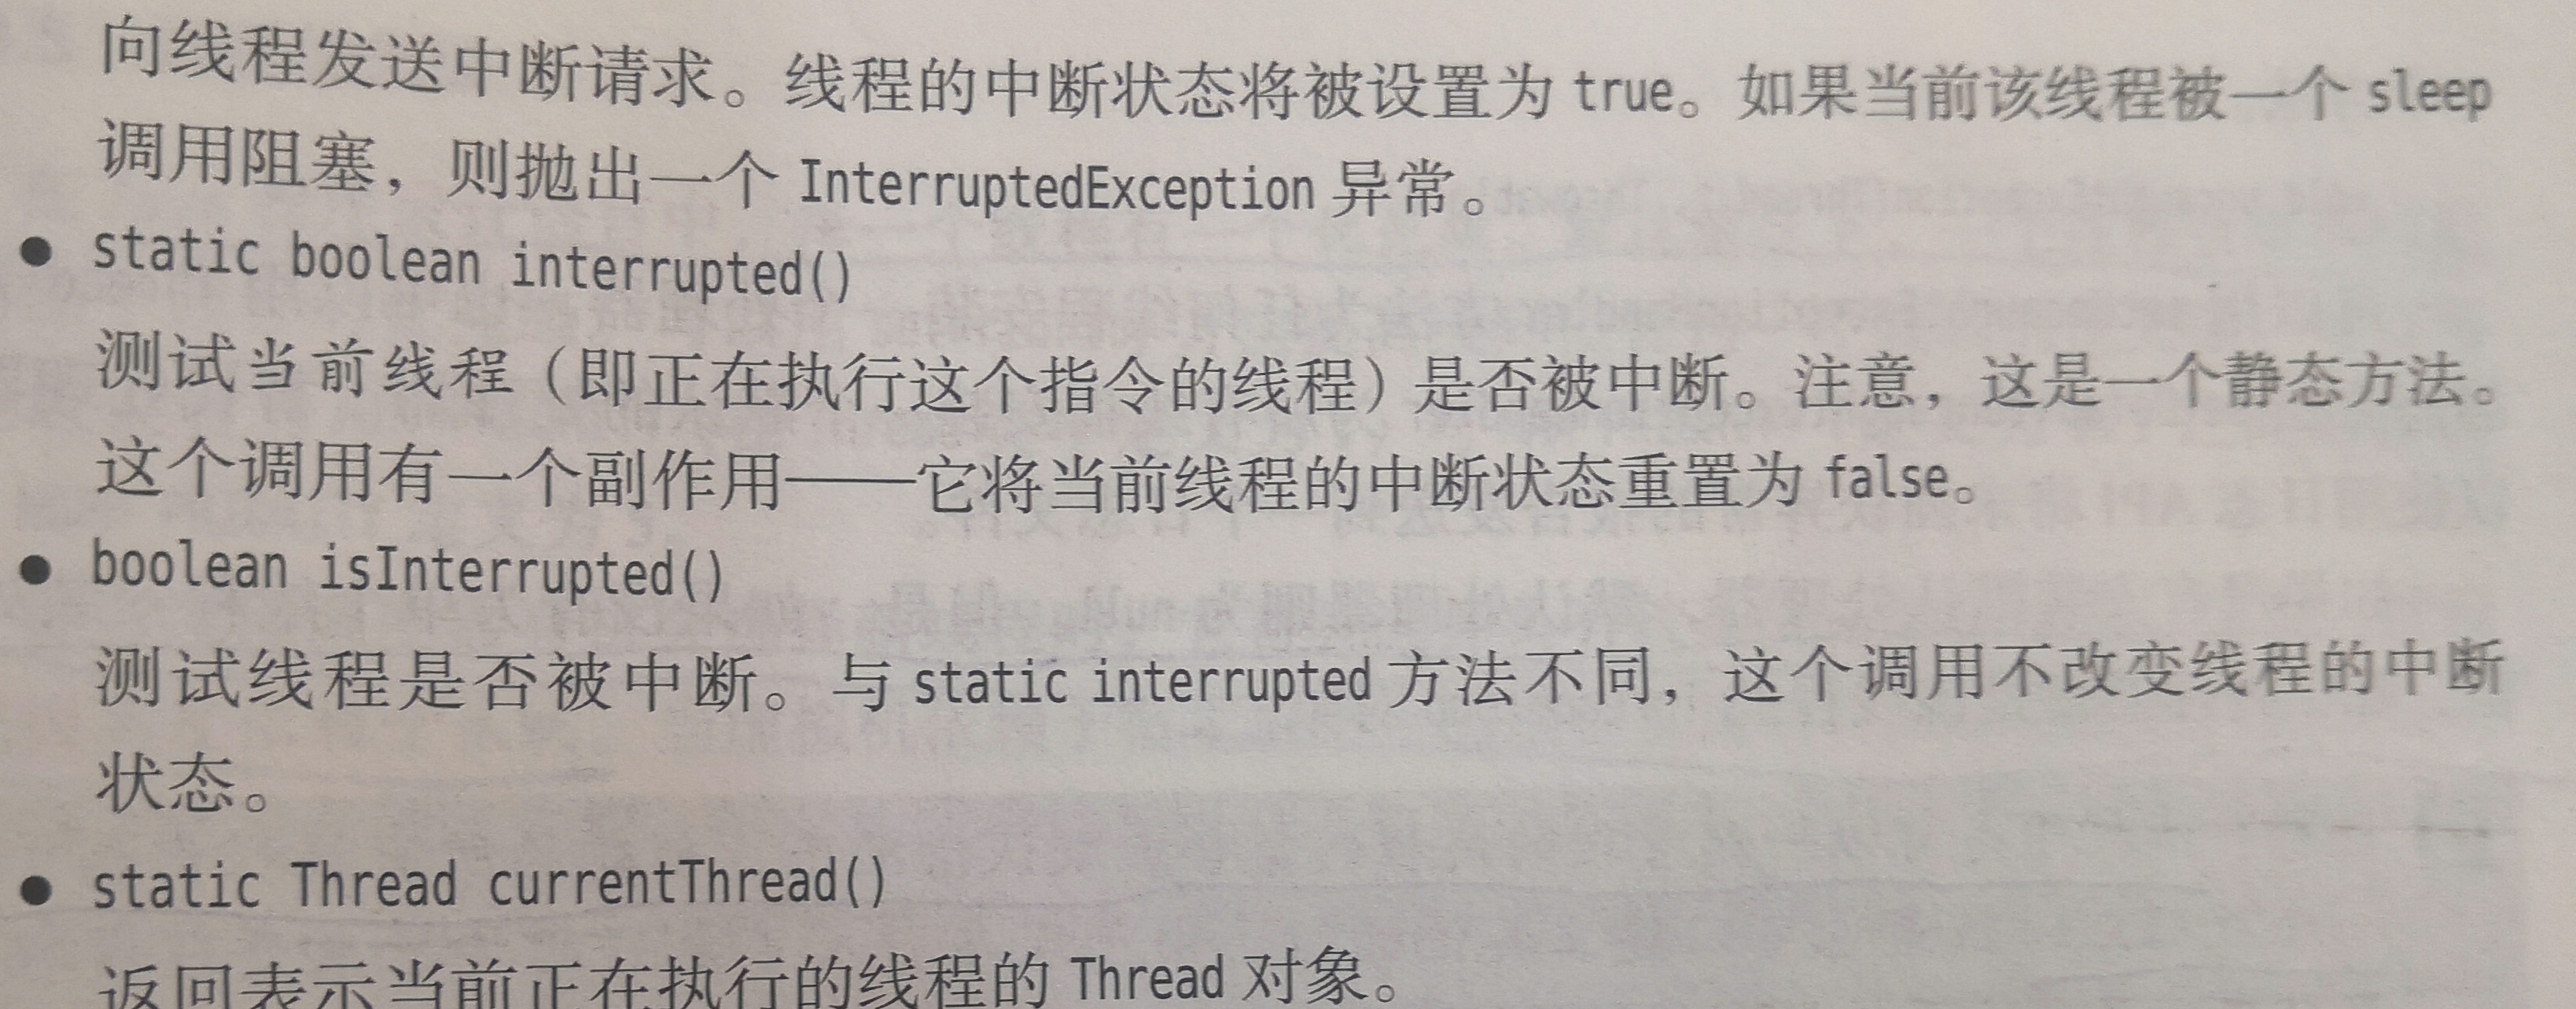 向线程发送中断请求。线程的中断状态将被设置为 true。如果当前该线程被一个 sleep
调用阻塞，则抛出一个 InterruptedException 异常。
● static boolean interrupted()
测试当前线程（即正在执行这个指令的线程）是否被中断。注意，这是一个静态方法。
这个调用有一个副作用——它将当前线程的中断状态重置为 false。
● boolean isInterrupted()
测试线程是否被中断。与 static interrupted 方法不同，这个调用不改变线程的中断
状态。
● static Thread currentThread()
返回表示当前正在执行的线程的 Thread 对象。